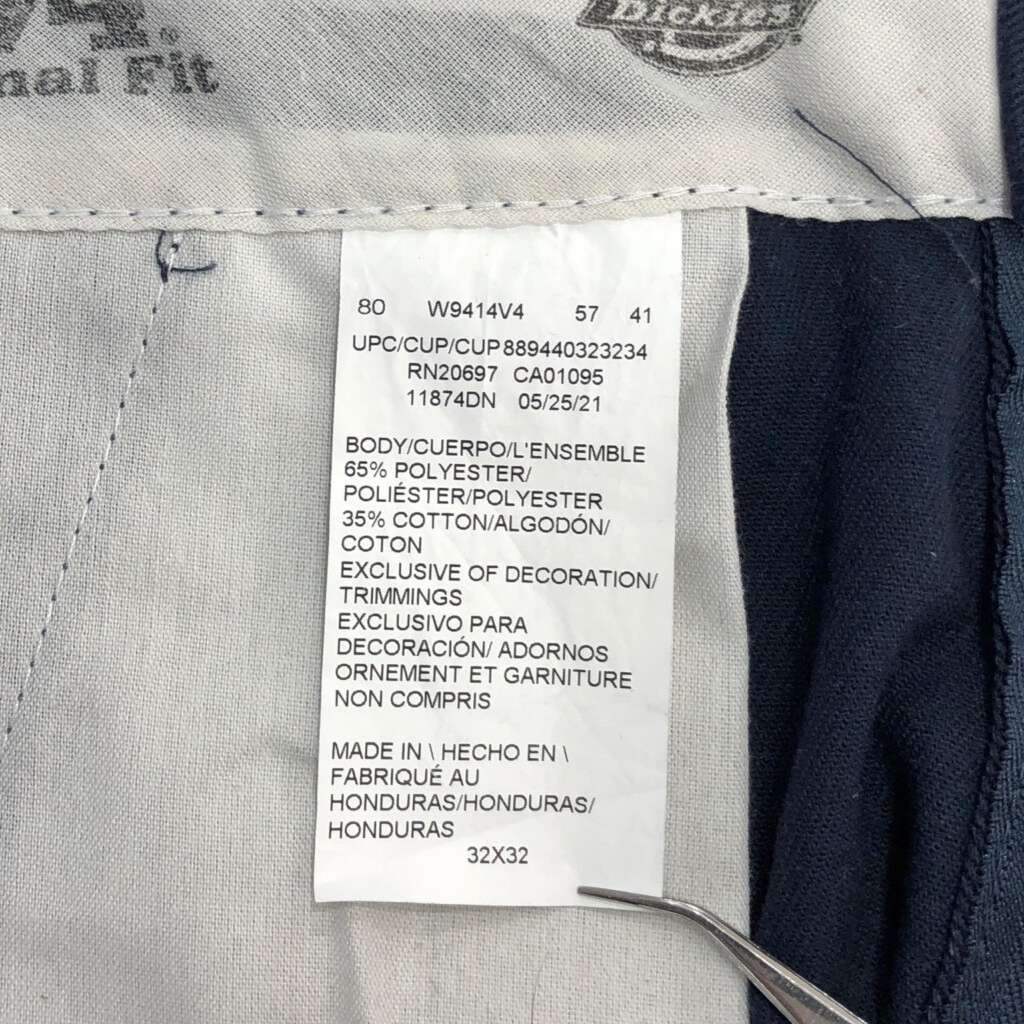 Dickies
Fit
80 W9414V4 57 41
UPC/CUP/CUP 889440323234
RN20697 CA01095
11874DN 05/25/21
BODY/CUERPO/L'ENSEMBLE
65% POLYESTER/
POLIÉSTER/POLYESTER
35% COTTON/ALGODÓN/
COTON
EXCLUSIVE OF DECORATION/
TRIMMINGS
EXCLUSIVO PARA
DECORACIÓN/ ADORNOS
ORNEMENT ET GARNITURE
NON COMPRIS
MADE IN \ HECHO EN \
FABRIQUÉ AU
HONDURAS/HONDURAS/
HONDURAS
32X32